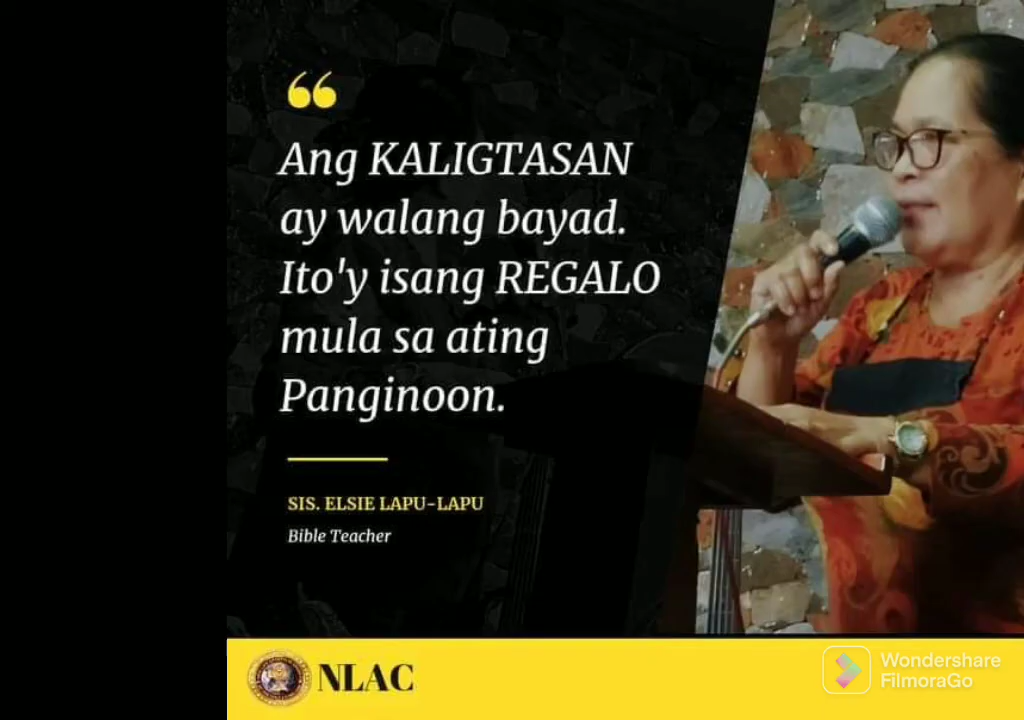 Ang KALIGTASAN
ay walang bayad.
Ito'y isang REGALO
mula sa ating
Panginoon.
SIS. ELSIE LAPU-LAPU
Bible Teacher
NLAC
Wondershare
FilmoraGo